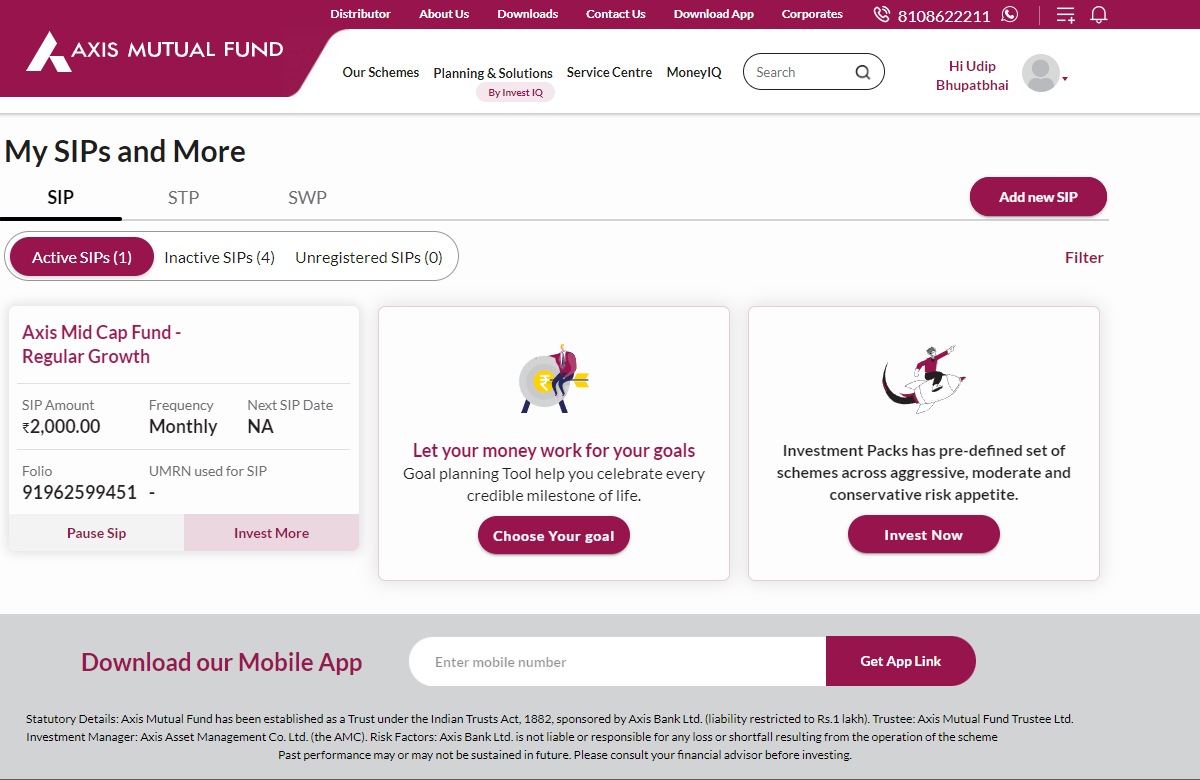 Distributor About Us Downloads Contact Us Download App Corporates 8108622211
AXIS MUTUAL FUND
Our Schemes Planning & Solutions Service Centre MoneyIQ Search
By Invest IQ
Hi Udip
Bhupatbhai
My SIPs and More
SIP STP SWP Add new SIP
Active SIPs (1) Inactive SIPs (4) Unregistered SIPs (0) Filter
Axis Mid Cap Fund -
Regular Growth
SIP Amount Frequency Next SIP Date
₹2,000.00 Monthly NA
Folio UMRN used for SIP
91962599451 -
Pause Sip Invest More
₹
Let your money work for your goals
Goal planning Tool help you celebrate every
credible milestone of life.
Choose Your goal
Investment Packs has pre-defined set of
schemes across aggressive, moderate and
conservative risk appetite.
Invest Now
Download our Mobile App Enter mobile number Get App Link
Statutory Details: Axis Mutual Fund has been established as a Trust under the Indian Trusts Act, 1882, sponsored by Axis Bank Ltd. (liability restricted to Rs.1 lakh). Trustee: Axis Mutual Fund Trustee Ltd.
Investment Manager: Axis Asset Management Co. Ltd. (the AMC). Risk Factors: Axis Bank Ltd. is not liable or responsible for any loss or shortfall resulting from the operation of the scheme
Past performance may or may not be sustained in future. Please consult your financial advisor before investing.